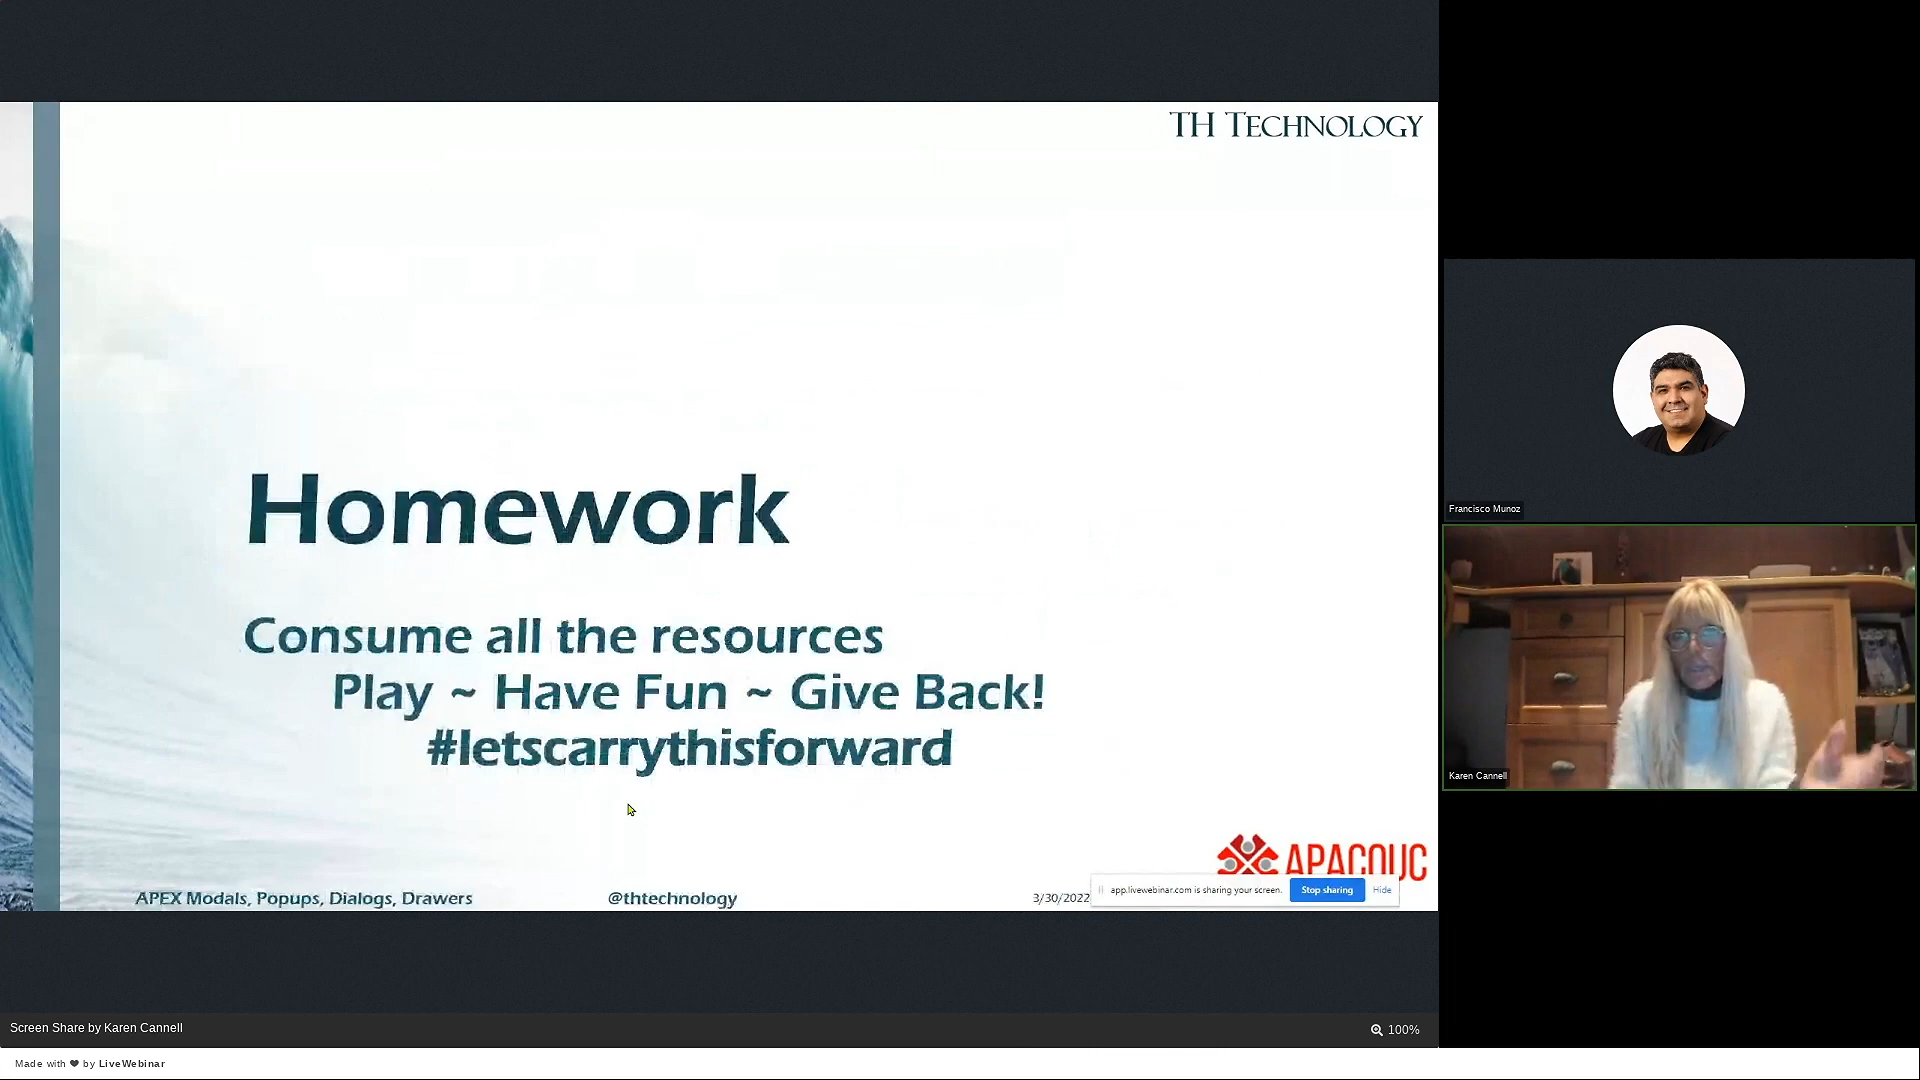 TH TECHNOLOGY
Homework
Consume all the resources
Play ~ Have Fun ~ Give Back!
#letscarrythisforward
APACOUC
APEX Modals, Popups, Dialogs, Drawers
@thtechnology
3/30/2022
app.livewebinar.com is sharing your screen.
Stop sharing
Hide
Francisco Munoz
Karen Cannell
Screen Share by Karen Cannell
100%
Made with ❤ by LiveWebinar